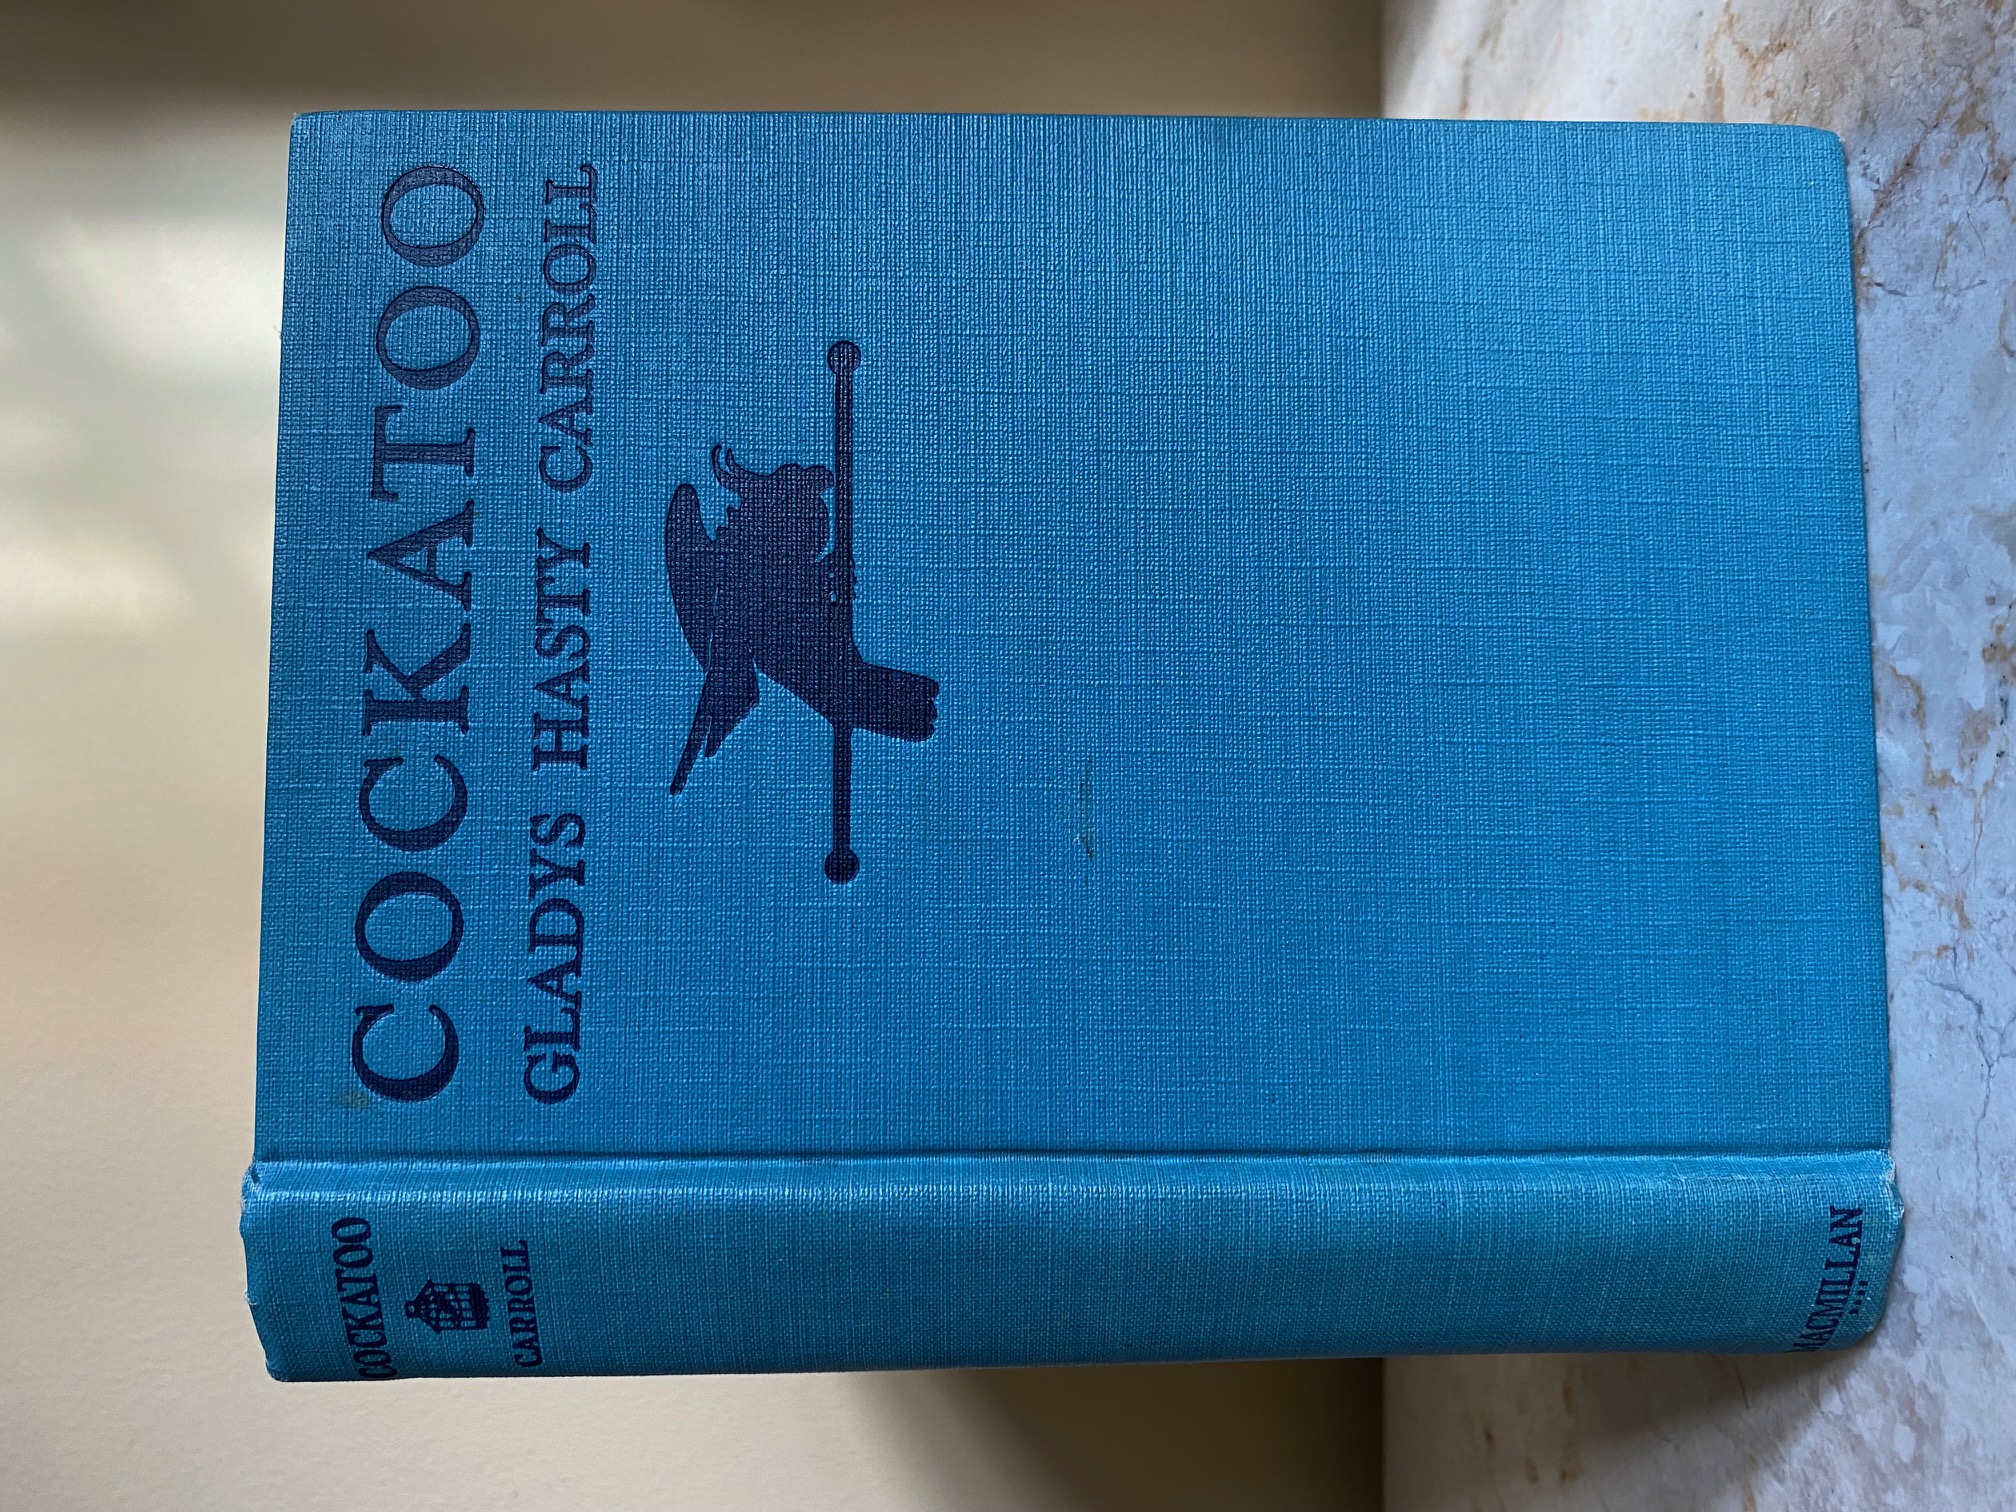 COCKATOO
GLADYS HASTY CARROLL
COCKATOO
CARROLL
MACMILLAN